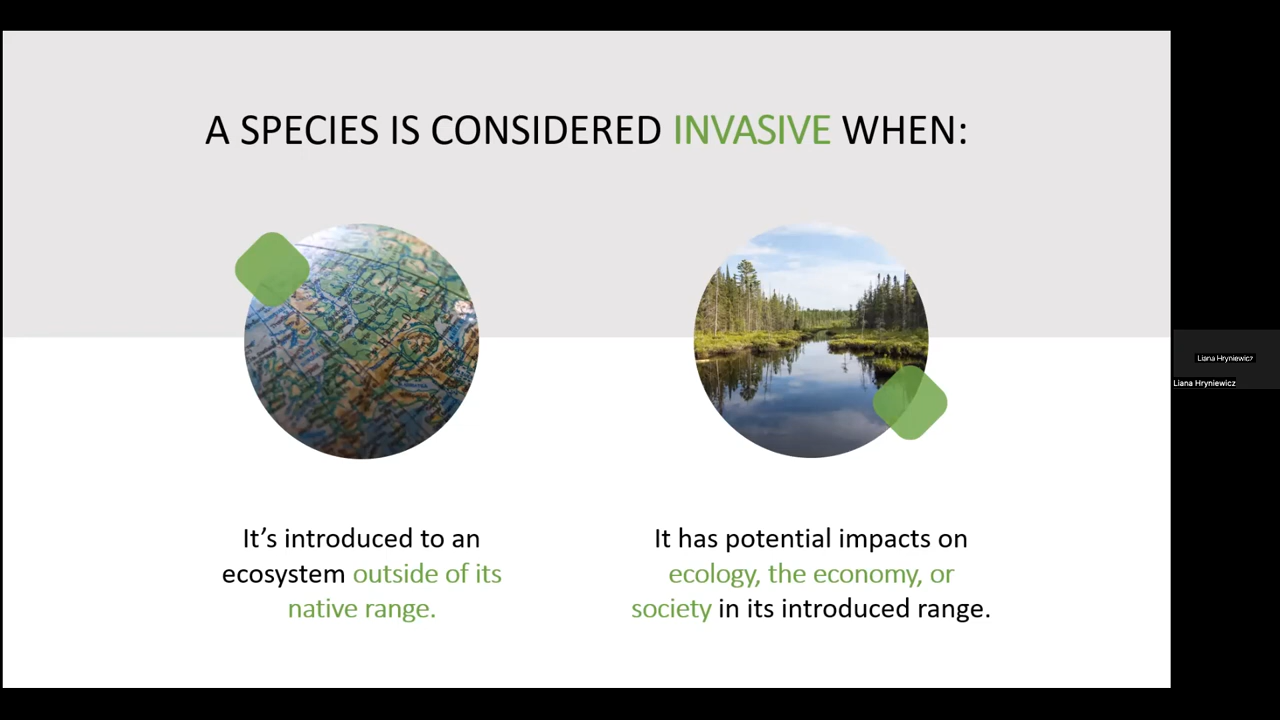 A SPECIES IS CONSIDERED INVASIVE WHEN:
It’s introduced to an
ecosystem outside of its
native range.
It has potential impacts on
ecology, the economy, or
society in its introduced range.
Liana Hryniewicz
Liana Hryniewicz